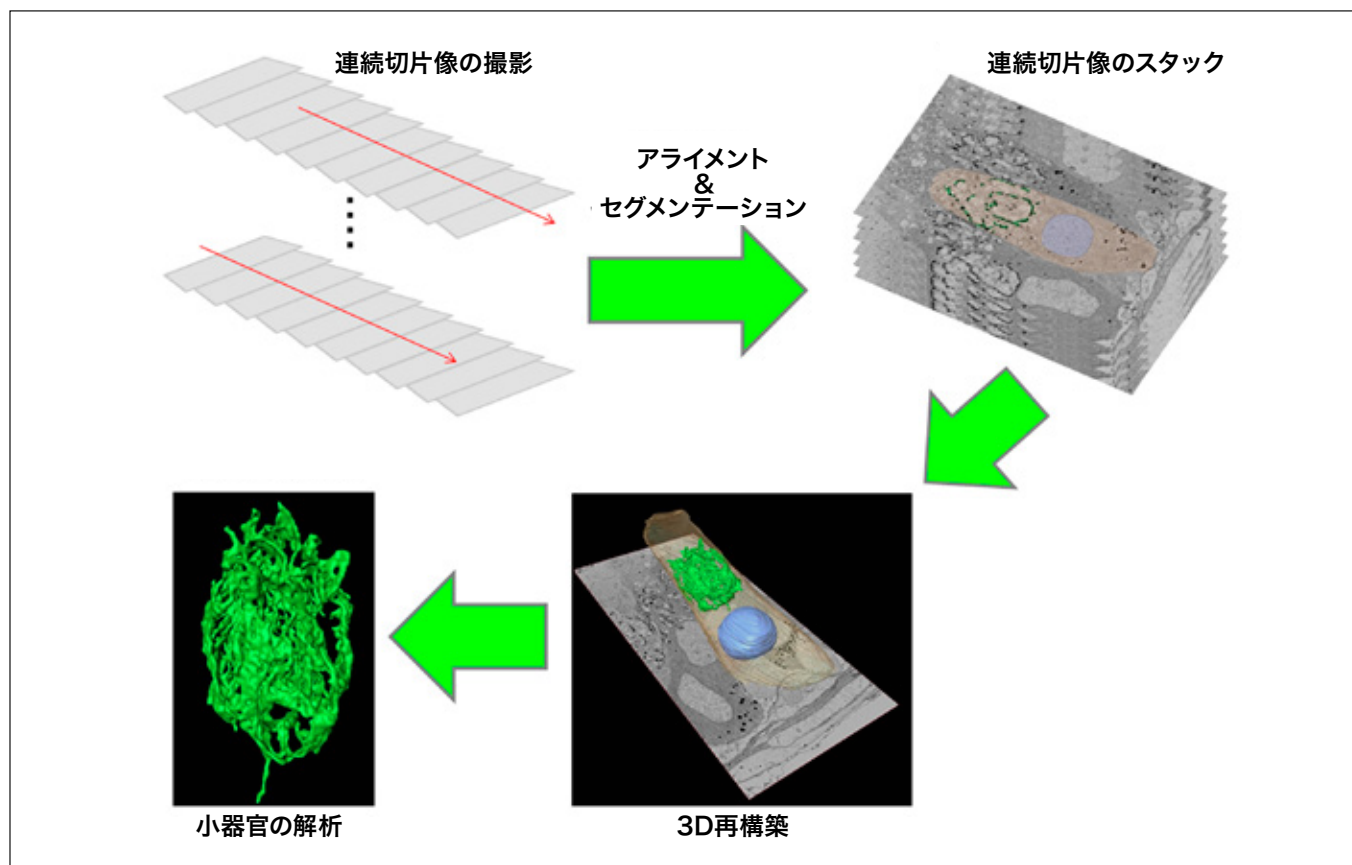 連続切片像の撮影
連続切片像のスタック
アライメント
&
セグメンテーション
小器官の解析
3D再構築